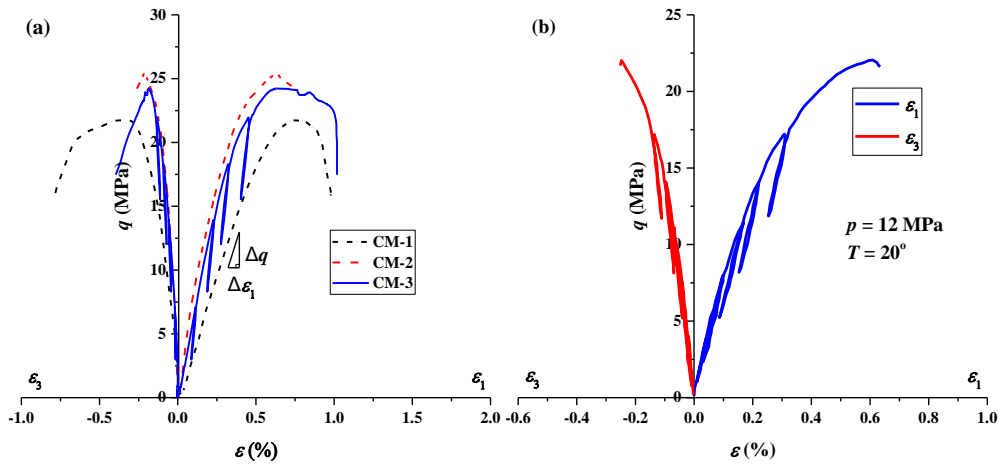 (a)
30
25
20
15
10
5
0
q (MPa)
Δq
Δε₁
CM-1
CM-2
CM-3
ε₃
ε₁
-1.0 -0.5 0.0 0.5 1.0 1.5 2.0
ε (%)
(b)
25
20
15
10
5
0
q (MPa)
ε₁
ε₃
p = 12 MPa
T = 20°
ε₃
ε₁
-0.6 -0.4 -0.2 0.0 0.2 0.4 0.6 0.8 1.0
ε (%)